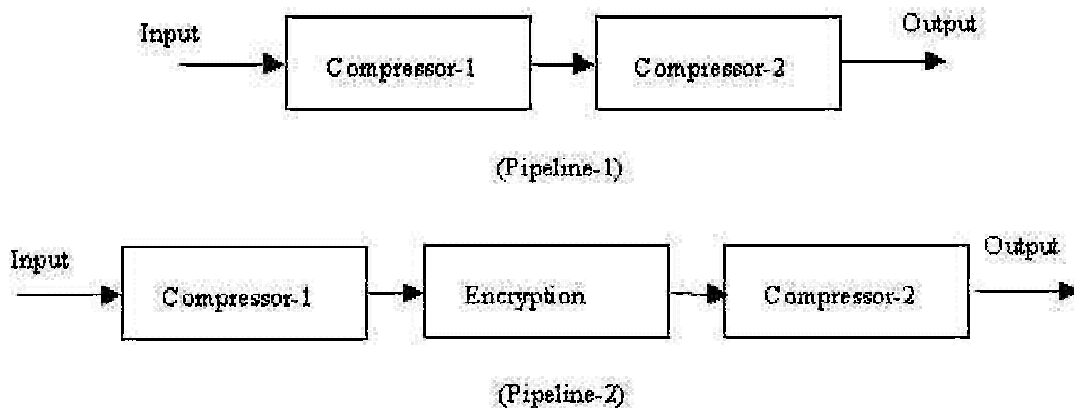 Input
Output
Compressor-1
Compressor-2
(Pipeline-1)
Input
Output
Compressor-1
Encryption
Compressor-2
(Pipeline-2)